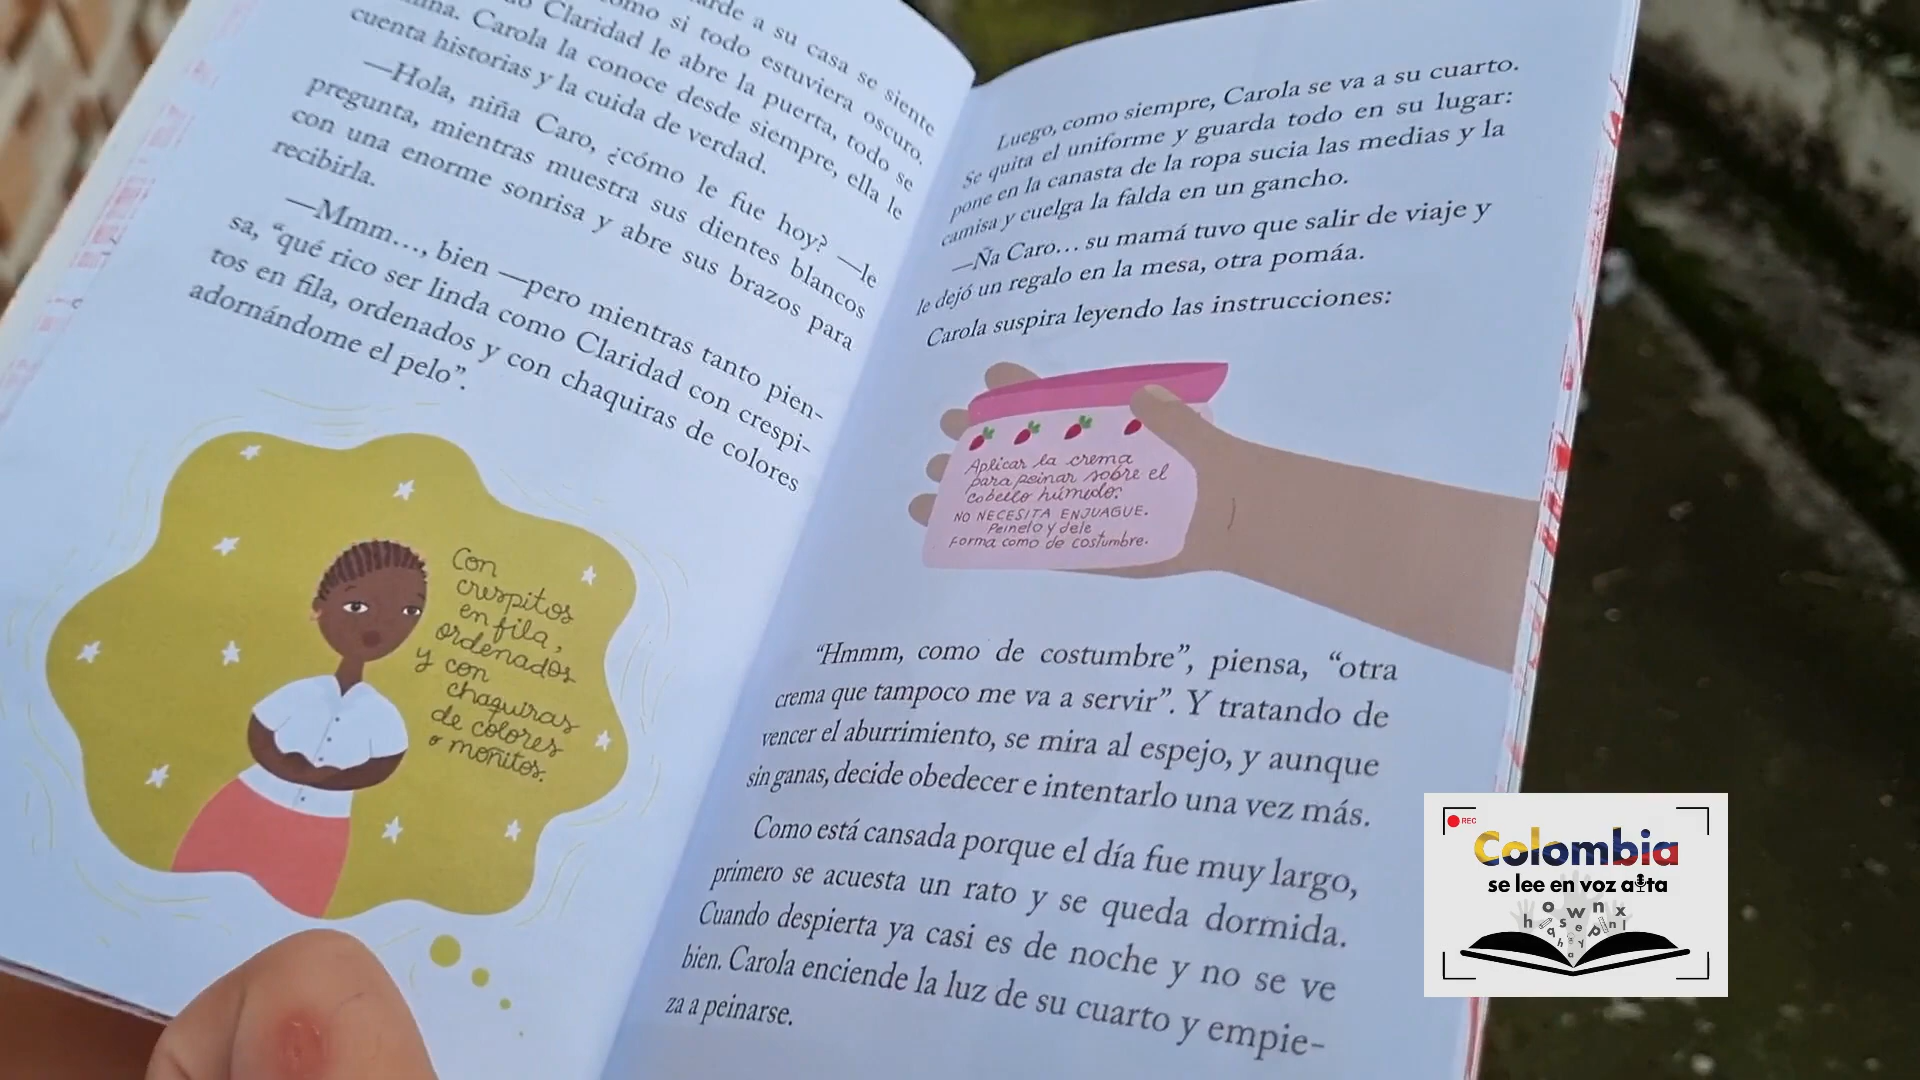 arde a su casa se siente
como si todo estuviera oscuro.
Claridad le abre la puerta, todo se
Carola la conoce desde siempre, ella le
cuenta historias y la cuida de verdad.
—Hola, niña Caro, ¿cómo le fue hoy? —le
pregunta, mientras muestra sus dientes blancos
con una enorme sonrisa y abre sus brazos para
recibirla.
—Mmm…, bien —pero mientras tanto pien-
sa, “qué rico ser linda como Claridad con crespi-
tos en fila, ordenados y con chaquiras de colores
adornándome el pelo”.
Con
crespitos
en fila,
ordenados
y con
chaquiras
de colores
o moñitos.
Luego, como siempre, Carola se va a su cuarto.
Se quita el uniforme y guarda todo en su lugar:
pone en la canasta de la ropa sucia las medias y la
camisa y cuelga la falda en un gancho.
—Ña Caro… su mamá tuvo que salir de viaje y
le dejó un regalo en la mesa, otra pomáa.
Carola suspira leyendo las instrucciones:
Aplicar la crema
para peinar sobre el
cabello húmedo.
NO NECESITA ENJUAGUE.
Peinelo y dele
forma como de costumbre.
“Hmmm, como de costumbre”, piensa, “otra
crema que tampoco me va a servir”. Y tratando de
vencer el aburrimiento, se mira al espejo, y aunque
sin ganas, decide obedecer e intentarlo una vez más.
Como está cansada porque el día fue muy largo,
primero se acuesta un rato y se queda dormida.
Cuando despierta ya casi es de noche y no se ve
bien. Carola enciende la luz de su cuarto y empie-
za a peinarse.
REC
Colombia
se lee en voz alta